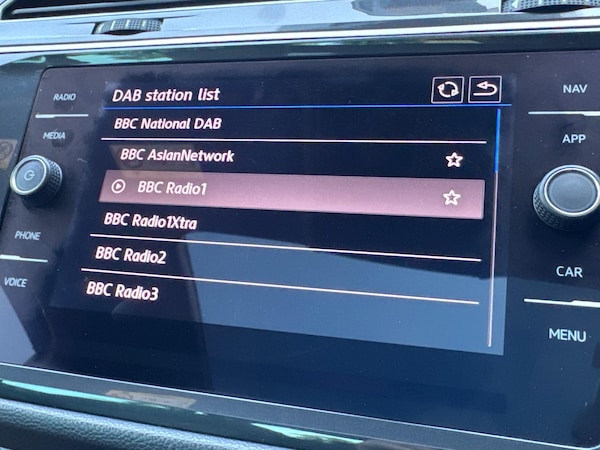 RADIO
MEDIA
PHONE
VOICE
DAB station list
BBC National DAB
BBC AsianNetwork
BBC Radio1
BBC Radio1Xtra
BBC Radio2
BBC Radio3
NAV
APP
CAR
MENU